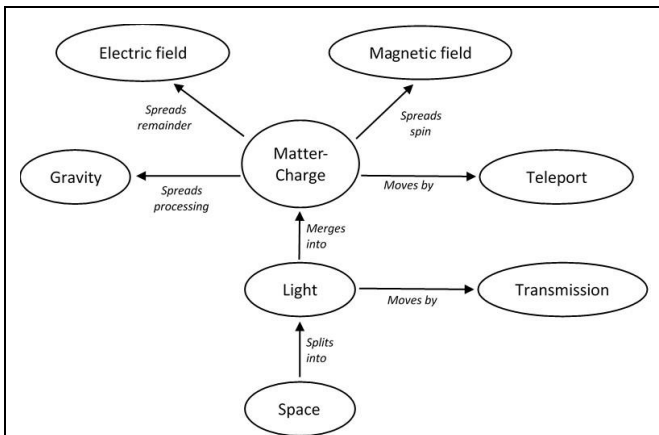 Electric field
Magnetic field
Spreads
remainder
Spreads
spin
Matter-
Charge
Gravity
Spreads
processing
Moves by
Teleport
Merges
into
Light
Moves by
Transmission
Splits
into
Space